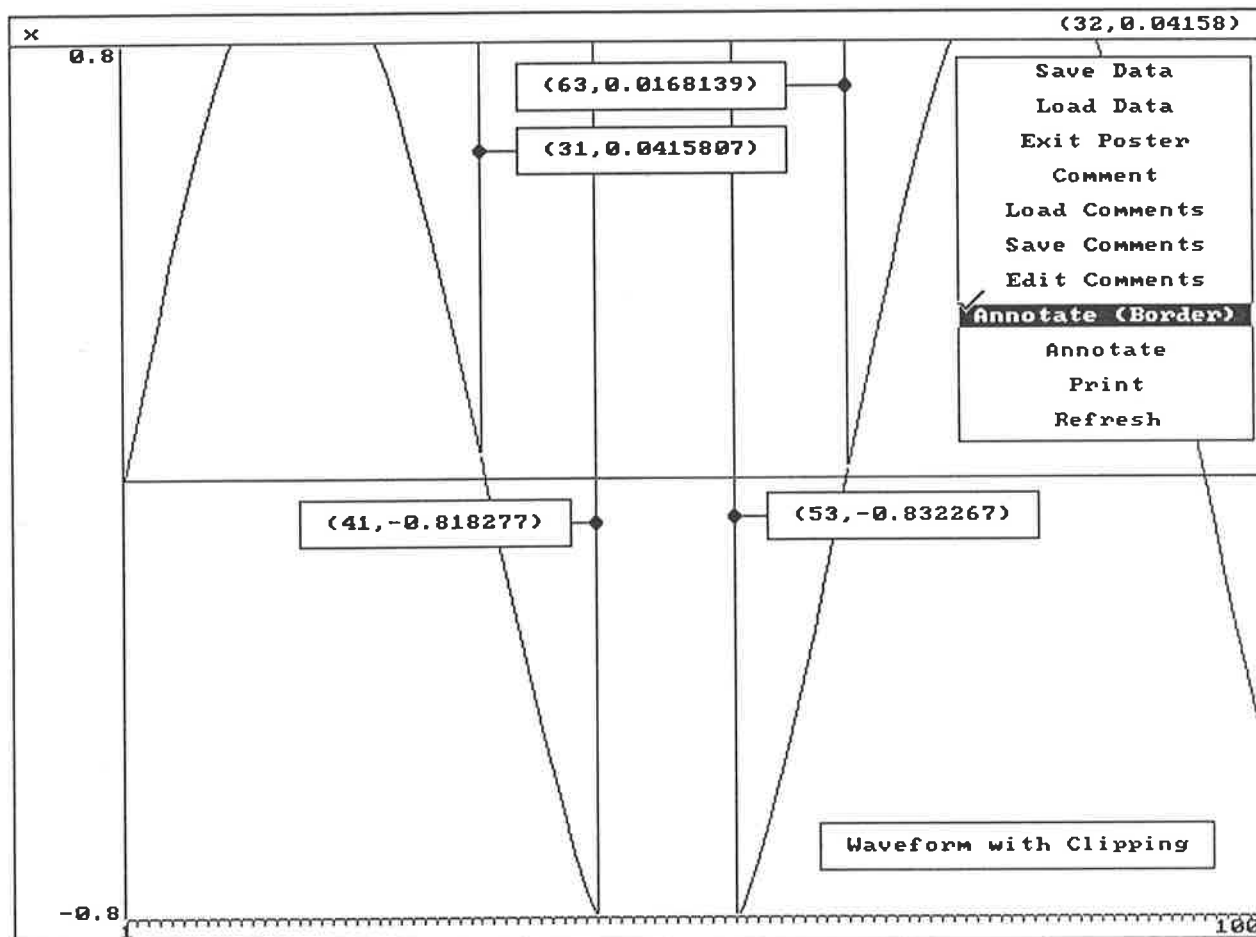 ×
(32,0.04158)
0.8
(63,0.0168139)
(31,0.0415807)
Save Data
Load Data
Exit Poster
Comment
Load Comments
Save Comments
Edit Comments
Annotate (Border)
Annotate
Print
Refresh
(41,-0.818277)
(53,-0.832267)
Waveform with Clipping
-0.8
1
100